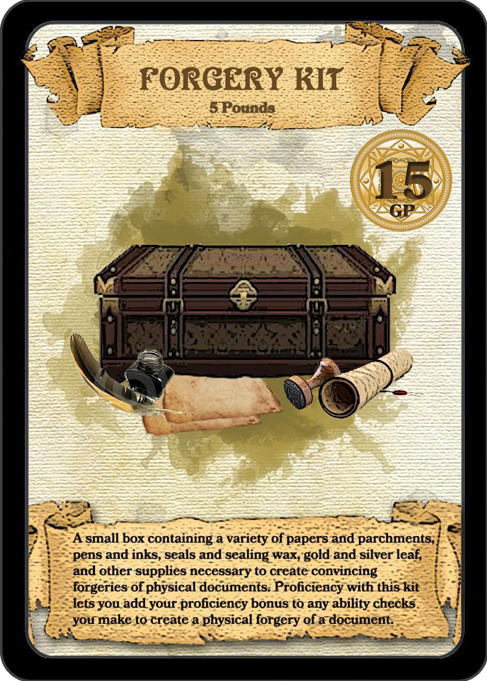 FORGERY KIT
5 Pounds
15
GP
A small box containing a variety of papers and parchments,
pens and inks, seals and sealing wax, gold and silver leaf,
and other supplies necessary to create convincing
forgeries of physical documents. Proficiency with this kit
lets you add your proficiency bonus to any ability checks
you make to create a physical forgery of a document.